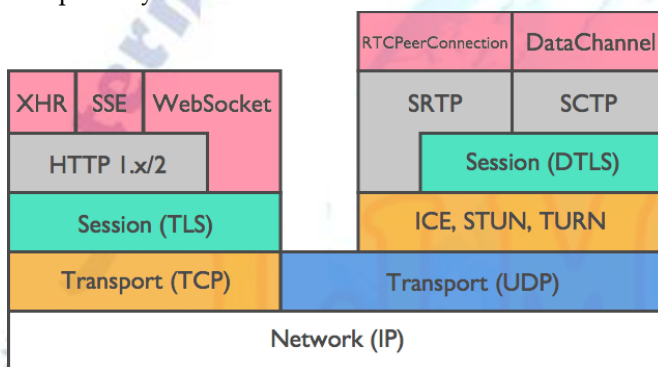 RTCPeerConnection DataChannel
XHR SSE WebSocket SRTP SCTP
HTTP 1.x/2 Session (DTLS)
Session (TLS) ICE, STUN, TURN
Transport (TCP) Transport (UDP)
Network (IP)